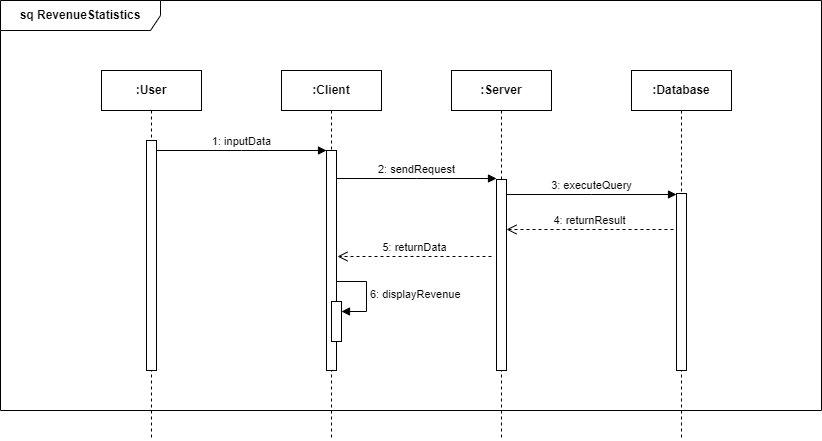 sq RevenueStatistics
:User
:Client
:Server
:Database
1: inputData
2: sendRequest
3: executeQuery
4: returnResult
5: returnData
6: displayRevenue